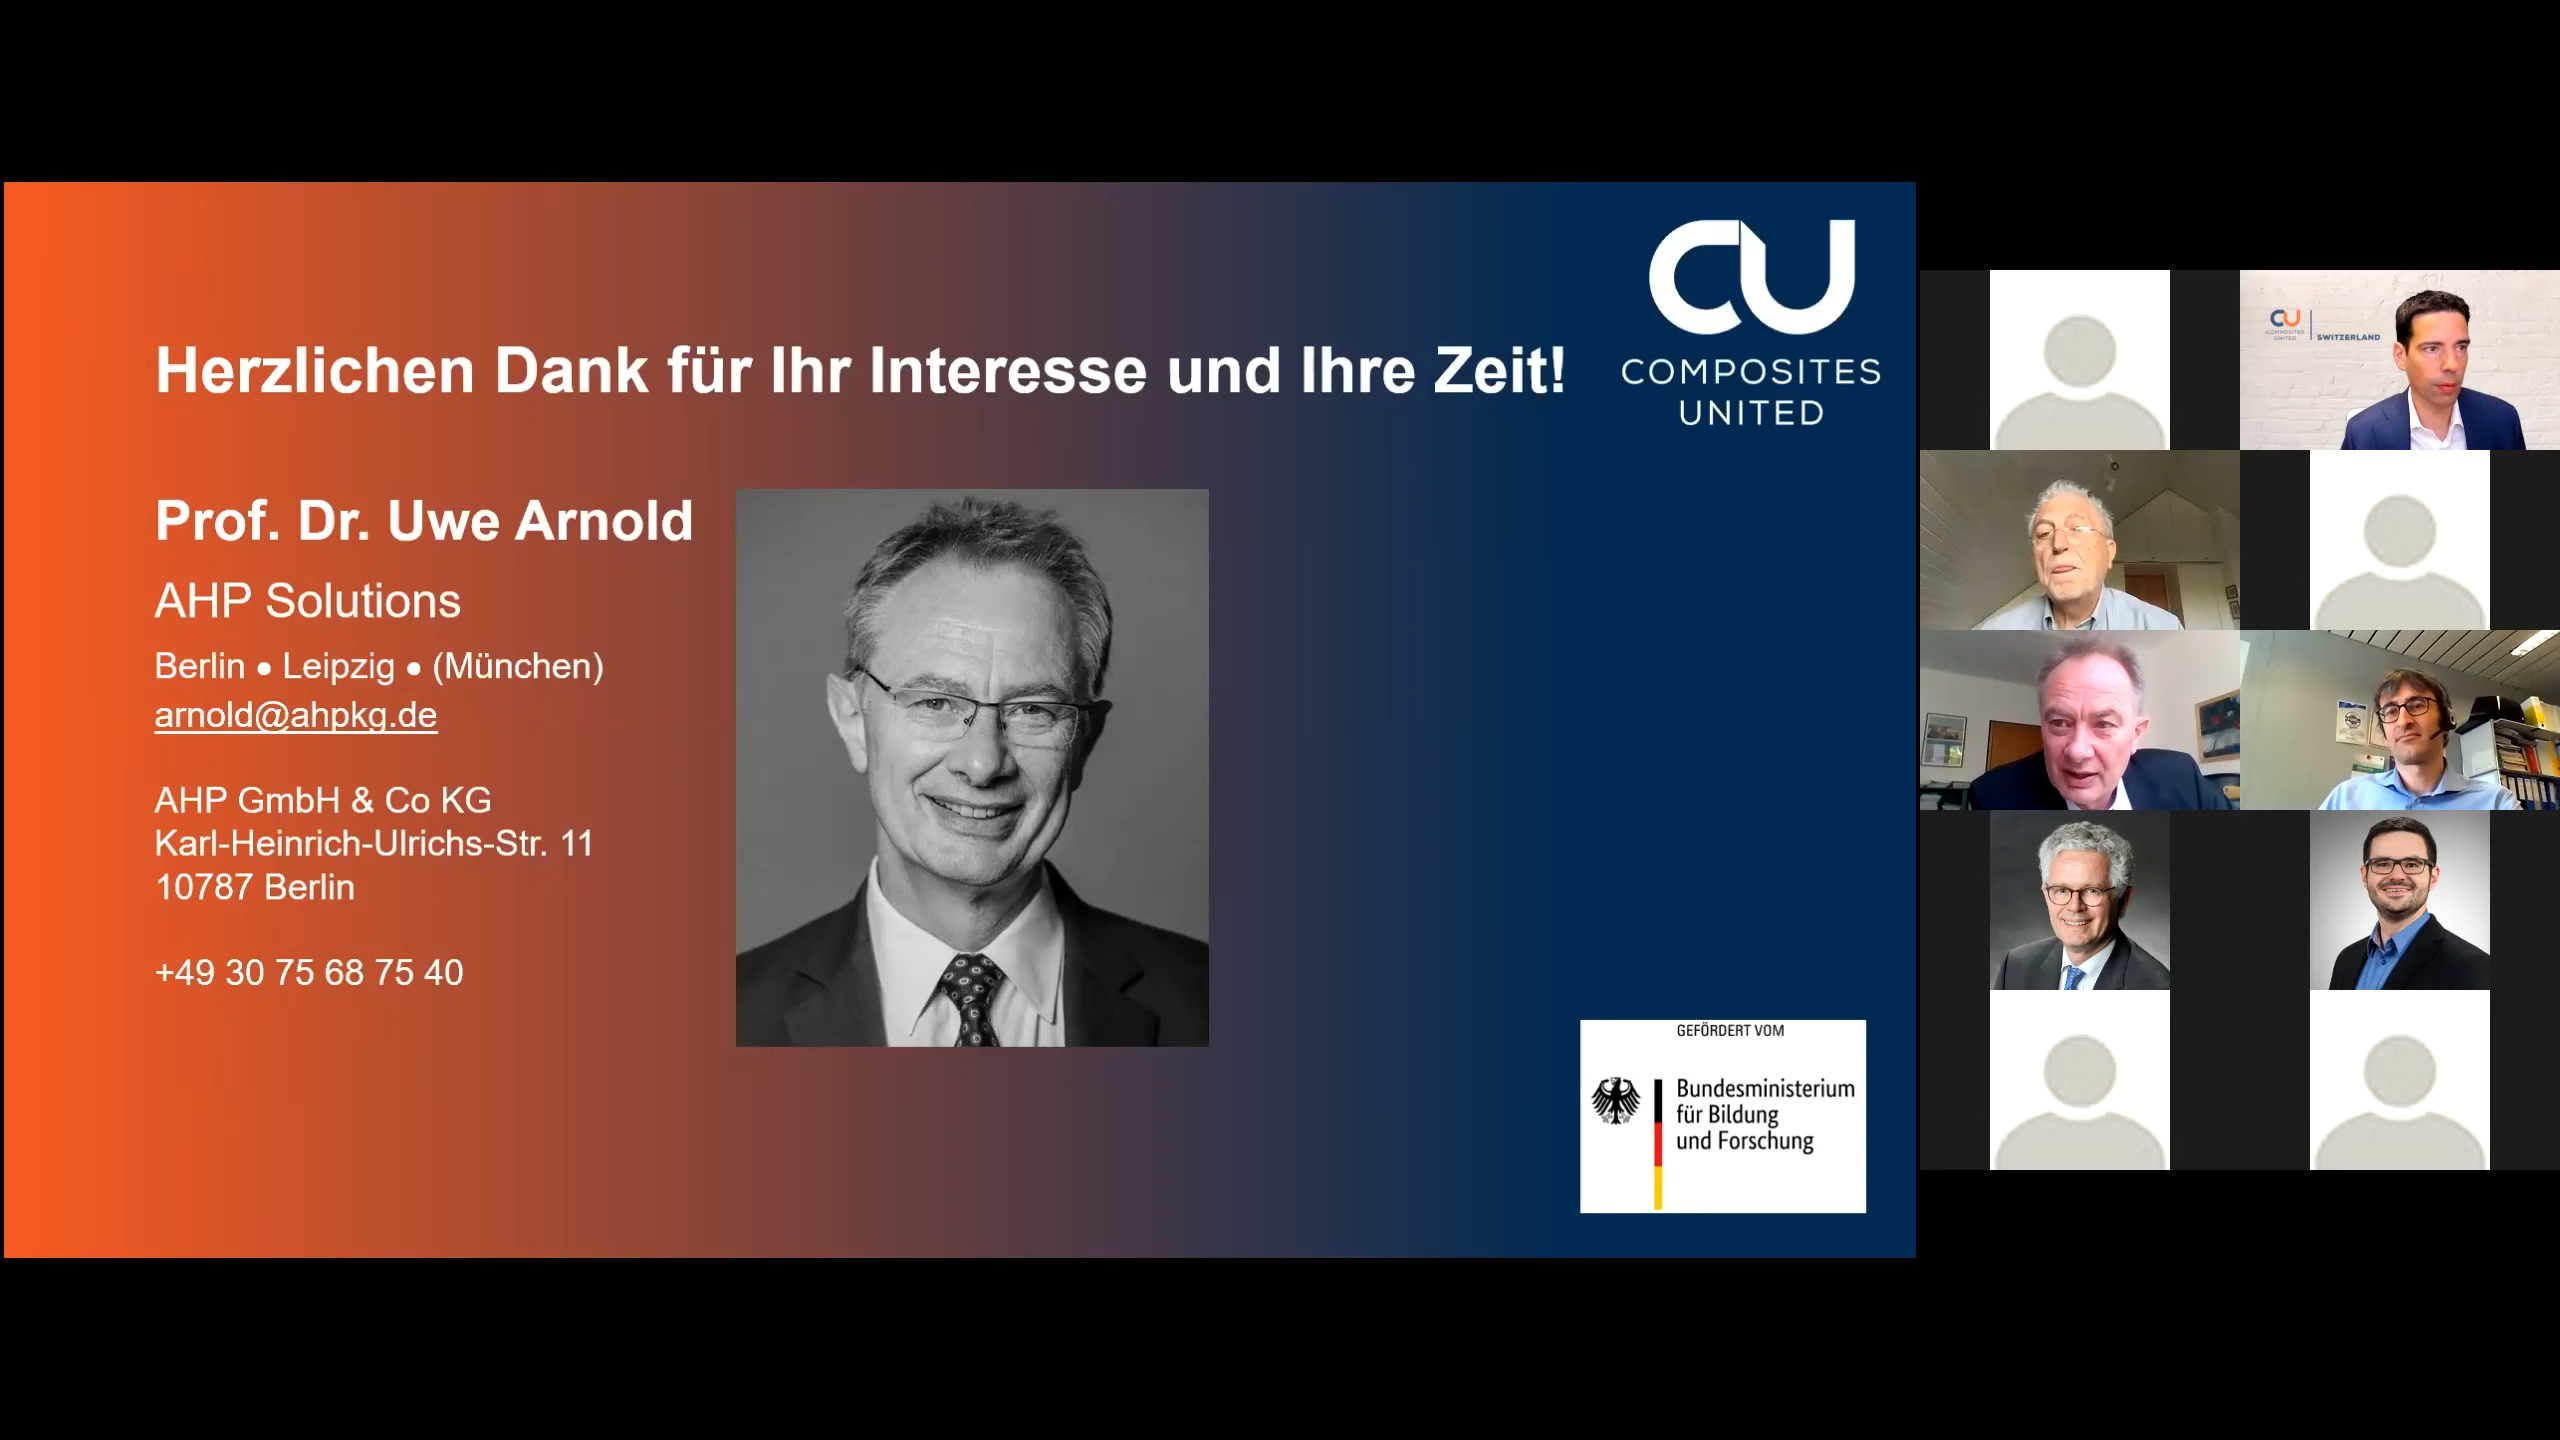 Herzlichen Dank für Ihr Interesse und Ihre Zeit!
CU
COMPOSITES
UNITED
Prof. Dr. Uwe Arnold
AHP Solutions
Berlin ● Leipzig ● (München)
arnold@ahpkg.de
AHP GmbH & Co KG
Karl-Heinrich-Ulrichs-Str. 11
10787 Berlin
+49 30 75 68 75 40
GEFÖRDERT VOM
Bundesministerium
für Bildung
und Forschung
CU
COMPOSITES
UNITED
SWITZERLAND